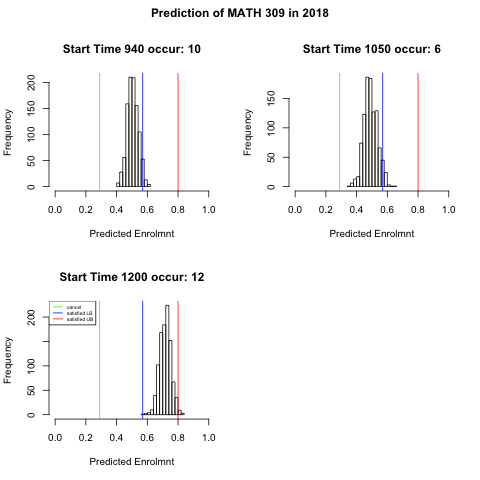 Prediction of MATH 309 in 2018
Start Time 940 occur: 10
Frequency
200
150
100
50
0
0.0 0.2 0.4 0.6 0.8 1.0
Predicted Enrolmnt
Start Time 1050 occur: 6
Frequency
150
100
50
0
0.0 0.2 0.4 0.6 0.8 1.0
Predicted Enrolmnt
Start Time 1200 occur: 12
cancel
satisfied LB
satisfied UB
Frequency
200
100
50
0
0.0 0.2 0.4 0.6 0.8 1.0
Predicted Enrolmnt